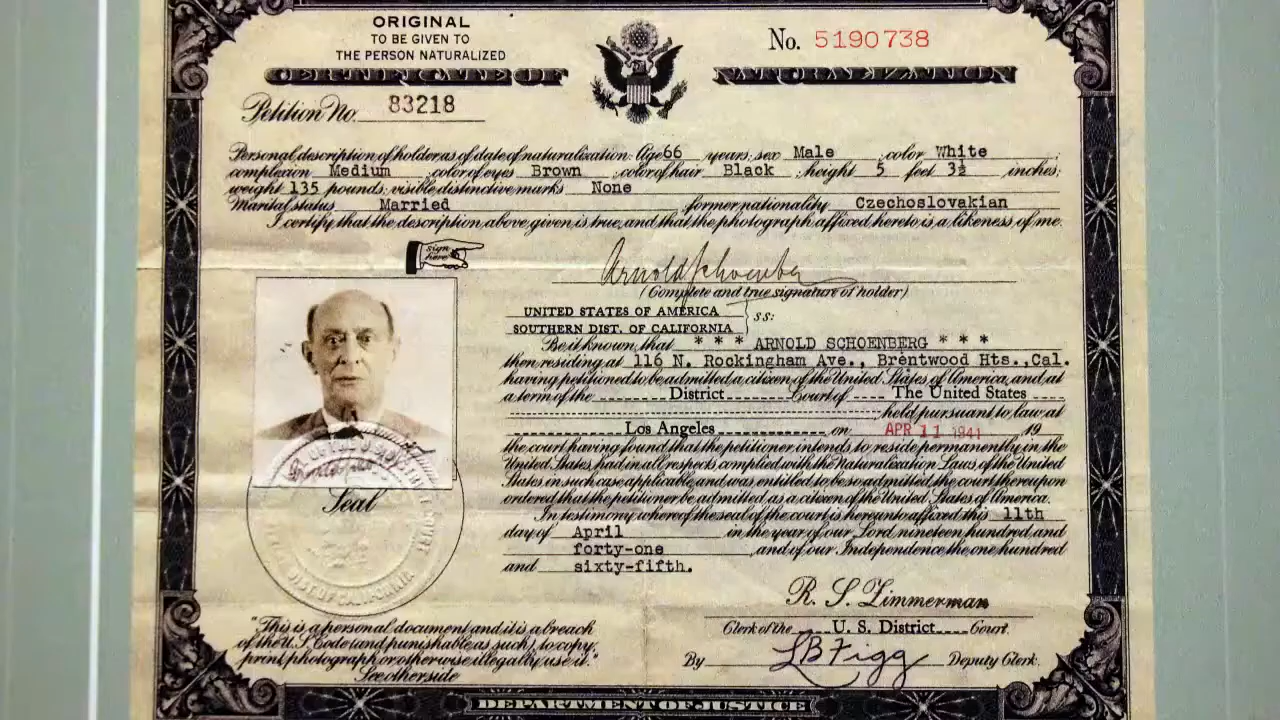 ORIGINAL
TO BE GIVEN TO
THE PERSON NATURALIZED
No. 5190738
CERTIFICATE OF NATURALIZATION
Petition No. 83218
Personal description of holder as of date of naturalization: Age 66 years; sex Male color White
complexion Medium color of eyes Brown color of hair Black ; height 5 feet 3½ inches;
weight 135 pounds; visible distinctive marks None
Marital status Married former nationality Czechoslovakian
I certify that the description above given is true, and that the photograph affixed hereto is a likeness of me.
sign here
Arnold Schoenberg
(Complete and true signature of holder)
UNITED STATES OF AMERICA
SOUTHERN DIST. OF CALIFORNIA
ss:
Be it known, that * * * ARNOLD SCHOENBERG * * *
then residing at 116 N. Rockingham Ave., Brentwood Hts.,Cal.
having petitioned to be admitted a citizen of the United States of America, and at
a term of the District Court of The United States
held pursuant to law at
Los Angeles on APR 11 1941 19
the court having found that the petitioner intends to reside permanently in the
United States, had in all respects complied with the Naturalization Laws of the United
States in such case applicable, and was entitled to be so admitted, the court thereupon
ordered that the petitioner be admitted as a citizen of the United States of America.
In testimony whereof the seal of the court is hereunto affixed this 11th
day of April in the year of our Lord nineteen hundred and
forty-one and of our Independence the one hundred
and sixty-fifth.
Seal
DIST OF CALIFORNIA
R. S. Zimmerman
Clerk of the U. S. District Court.
By L B Figg Deputy Clerk.
"This is a personal document and it is a breach
of the U. S. Code (and punishable as such) to copy,
print, photograph, or otherwise illegally use it."
See other side
DEPARTMENT OF JUSTICE